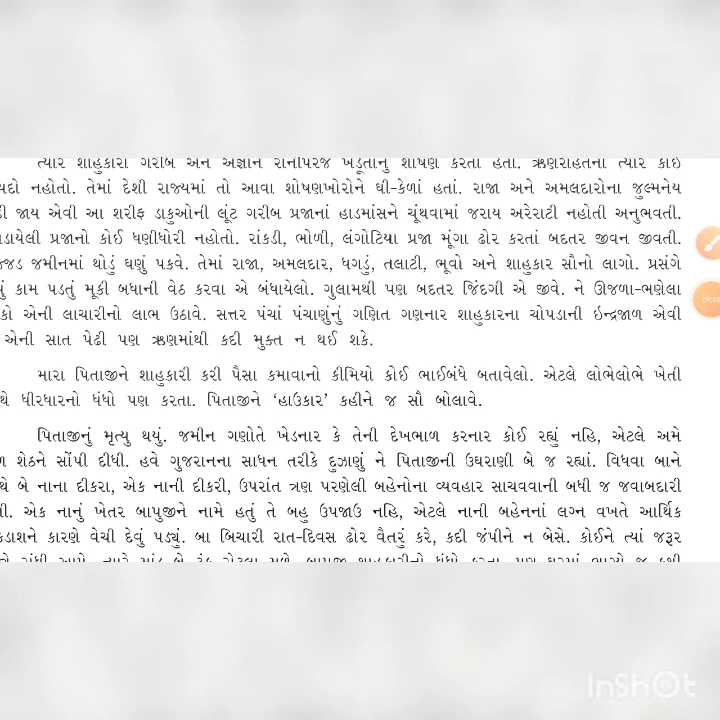 ત્યારે શાહુકારો ગરીબ અને અજ્ઞાન રાનીપરજ ખેડૂતોનું શોષણ કરતા હતા. ઋણરાહતનો ત્યારે કોઈ
નહોતો. તેમાં દેશી રાજ્યમાં તો આવા શોષણખોરોને ઘી-કેળાં હતાં. રાજા અને અમલદારોના જુલ્મનેય
જાય એવી આ શરીફ ડાકુઓની લૂંટ ગરીબ પ્રજાનાં હાડમાંસને ચૂંથવામાં જરાય અરેરાટી નહોતી અનુભવતી.
પ્રજાનો કોઈ ધણીધોરી નહોતો. રાંકડી, ભોળી, લંગોટિયા પ્રજા મૂંગા ઢોર કરતાં બદતર જીવન જીવતી.
જમીનમાં થોડું ઘણું પકવે. તેમાં રાજા, અમલદાર, ધગડું, તલાટી, ભૂવો અને શાહુકાર સૌનો લાગો. પ્રસંગે
કામ પડતું મૂકી બધાની વેઠ કરવા એ બંધાયેલો. ગુલામથી પણ બદતર જિંદગી એ જીવે. ને ઊજળા-ભણેલા
એની લાચારીનો લાભ ઉઠાવે. સત્તર પંચાં પંચાણુંનું ગણિત ગણનાર શાહુકારના ચોપડાની ઇન્દ્રજાળ એવી
એની સાત પેઢી પણ ઋણમાંથી કદી મુક્ત ન થઈ શકે.
મારા પિતાજીને શાહુકારી કરી પૈસા કમાવાનો કીમિયો કોઈ ભાઈબંધે બતાવેલો. એટલે લોભેલોભે ખેતી
ધીરધારનો ધંધો પણ કરતા. પિતાજીને ‘હાઉકાર’ કહીને જ સૌ બોલાવે.
પિતાજીનું મૃત્યુ થયું. જમીન ગણોતે ખેડનાર કે તેની દેખભાળ કરનાર કોઈ રહ્યું નહિ, એટલે અમે
શેઠને સોંપી દીધી. હવે ગુજરાનના સાધન તરીકે દુઝાણું ને પિતાજીની ઉઘરાણી બે જ રહ્યાં. વિધવા બાને
બે નાના દીકરા, એક નાની દીકરી, ઉપરાંત ત્રણ પરણેલી બહેનોના વ્યવહાર સાચવવાની બધી જ જવાબદારી
એક નાનું ખેતર બાપુજીને નામે હતું તે બહુ ઉપજાઉ નહિ, એટલે નાની બહેનનાં લગ્ન વખતે આર્થિક
કારણે વેચી દેવું પડ્યું. બા બિચારી રાત-દિવસ ઢોર વૈતરું કરે, કદી જંપીને ન બેસે. કોઈને ત્યાં જરૂર
InShOt